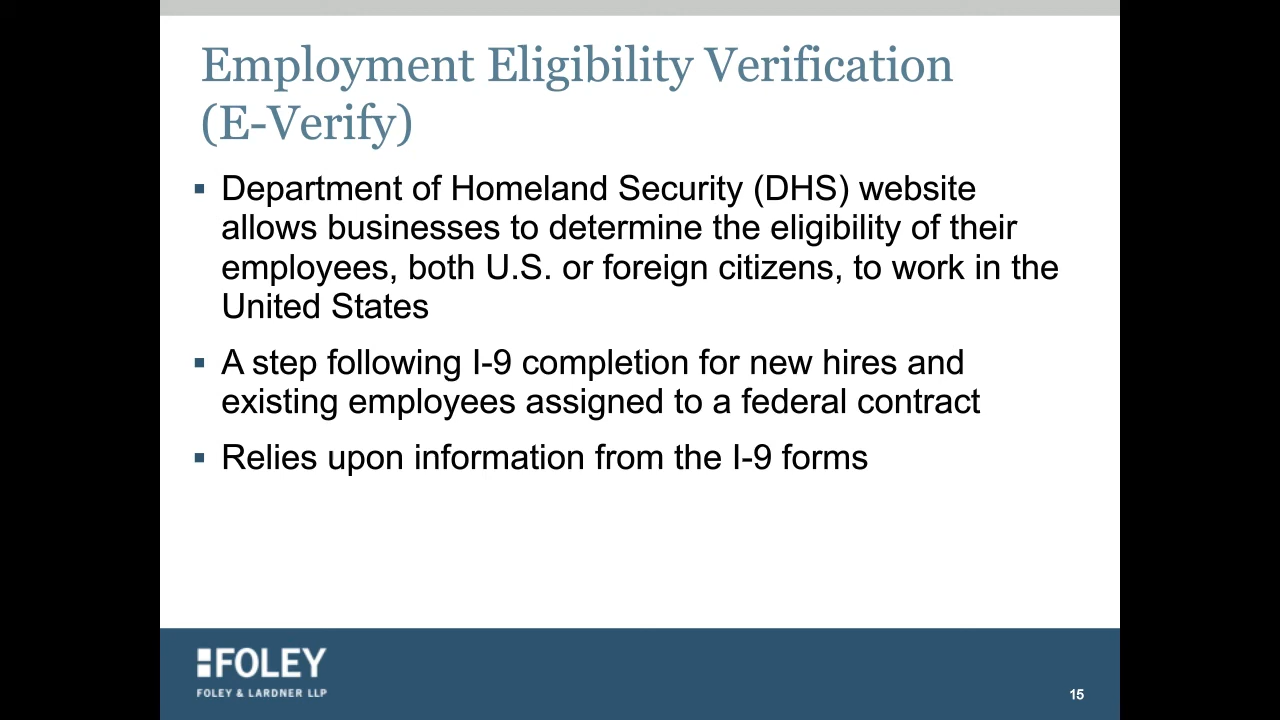 Employment Eligibility Verification
(E-Verify)
▪ Department of Homeland Security (DHS) website
allows businesses to determine the eligibility of their
employees, both U.S. or foreign citizens, to work in the
United States
▪ A step following I-9 completion for new hires and
existing employees assigned to a federal contract
▪ Relies upon information from the I-9 forms
FOLEY
FOLEY & LARDNER LLP
15